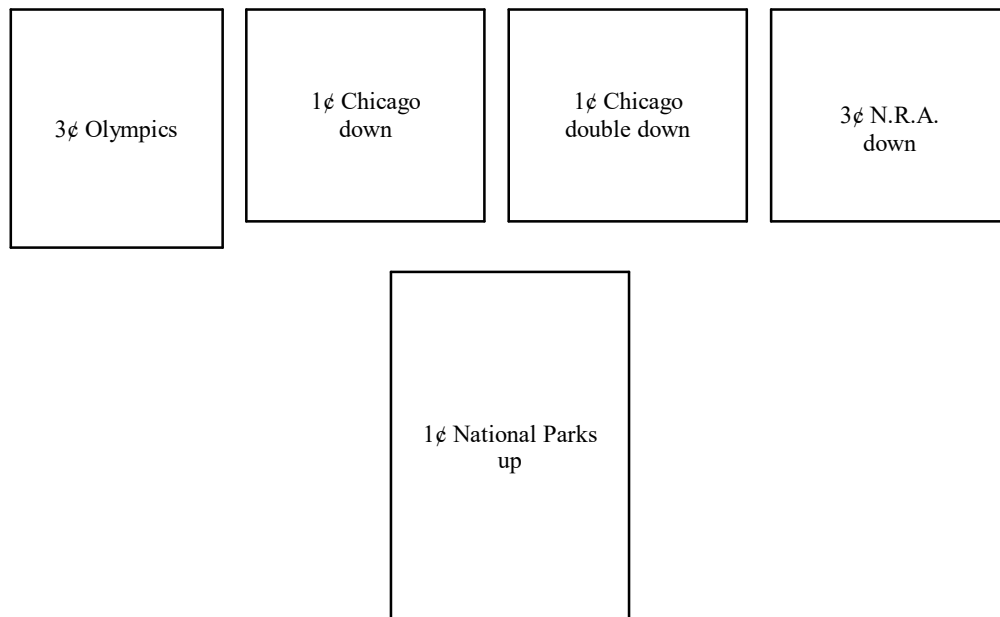 3¢ Olympics
1¢ Chicago
down
1¢ Chicago
double down
3¢ N.R.A.
down
1¢ National Parks
up